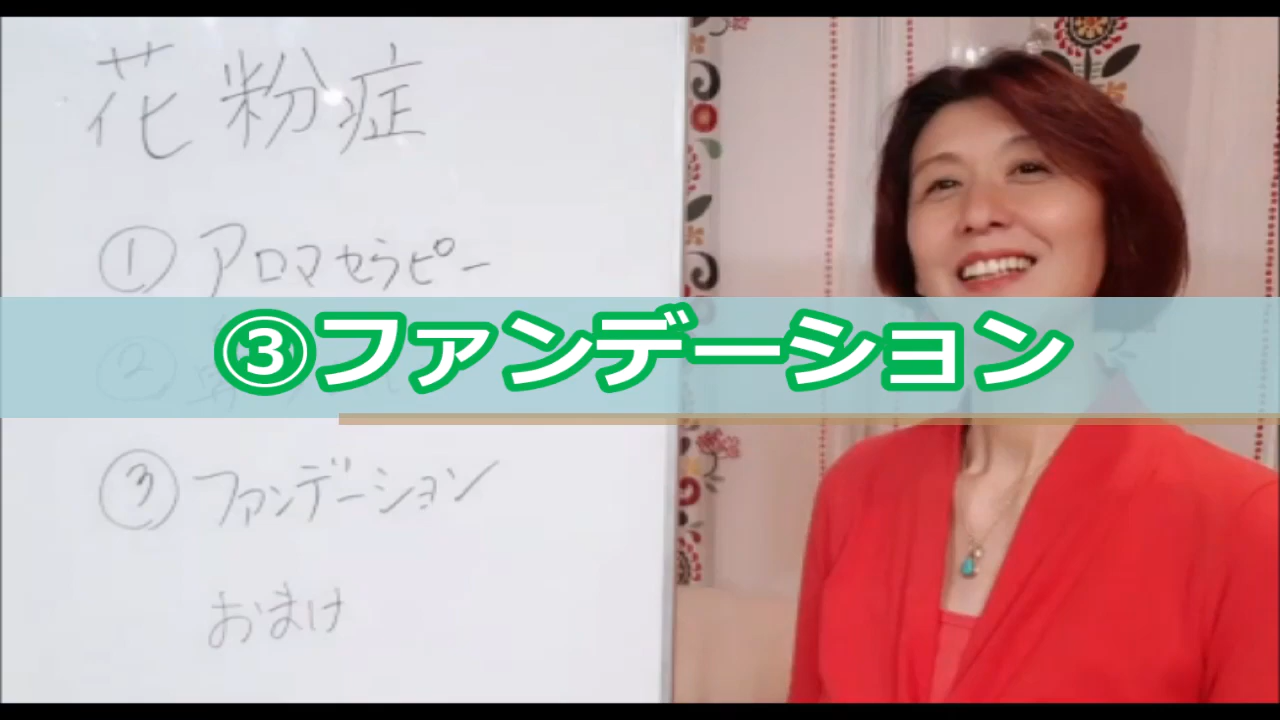 花粉症
①アロマセラピー
③ファンデーション
②
③ファンデーション
おまけ